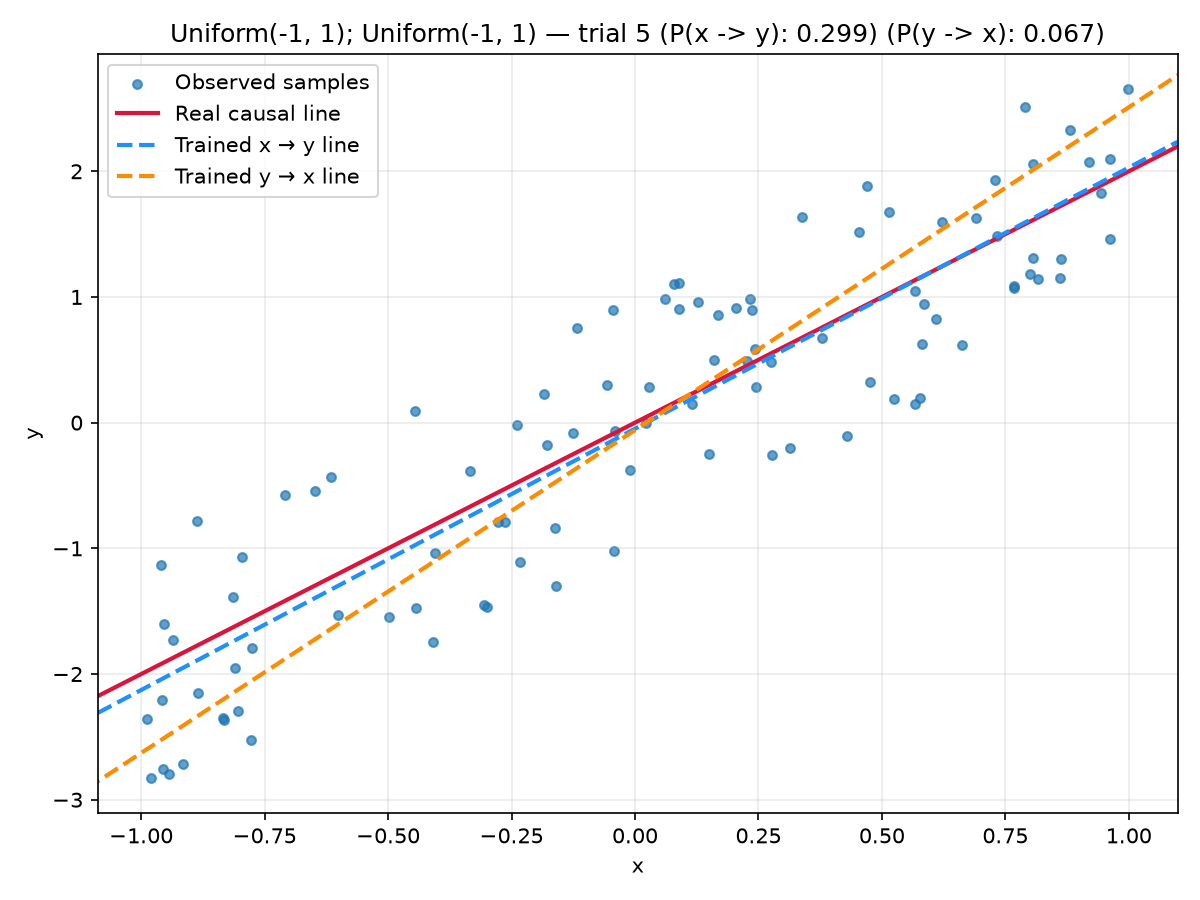 Uniform(-1, 1); Uniform(-1, 1) — trial 5 (P(x -> y): 0.299) (P(y -> x): 0.067)
Observed samples
Real causal line
Trained x → y line
Trained y → x line
2
1
0
−1
−2
−3
y
−1.00
−0.75
−0.50
−0.25
0.00
0.25
0.50
0.75
1.00
x